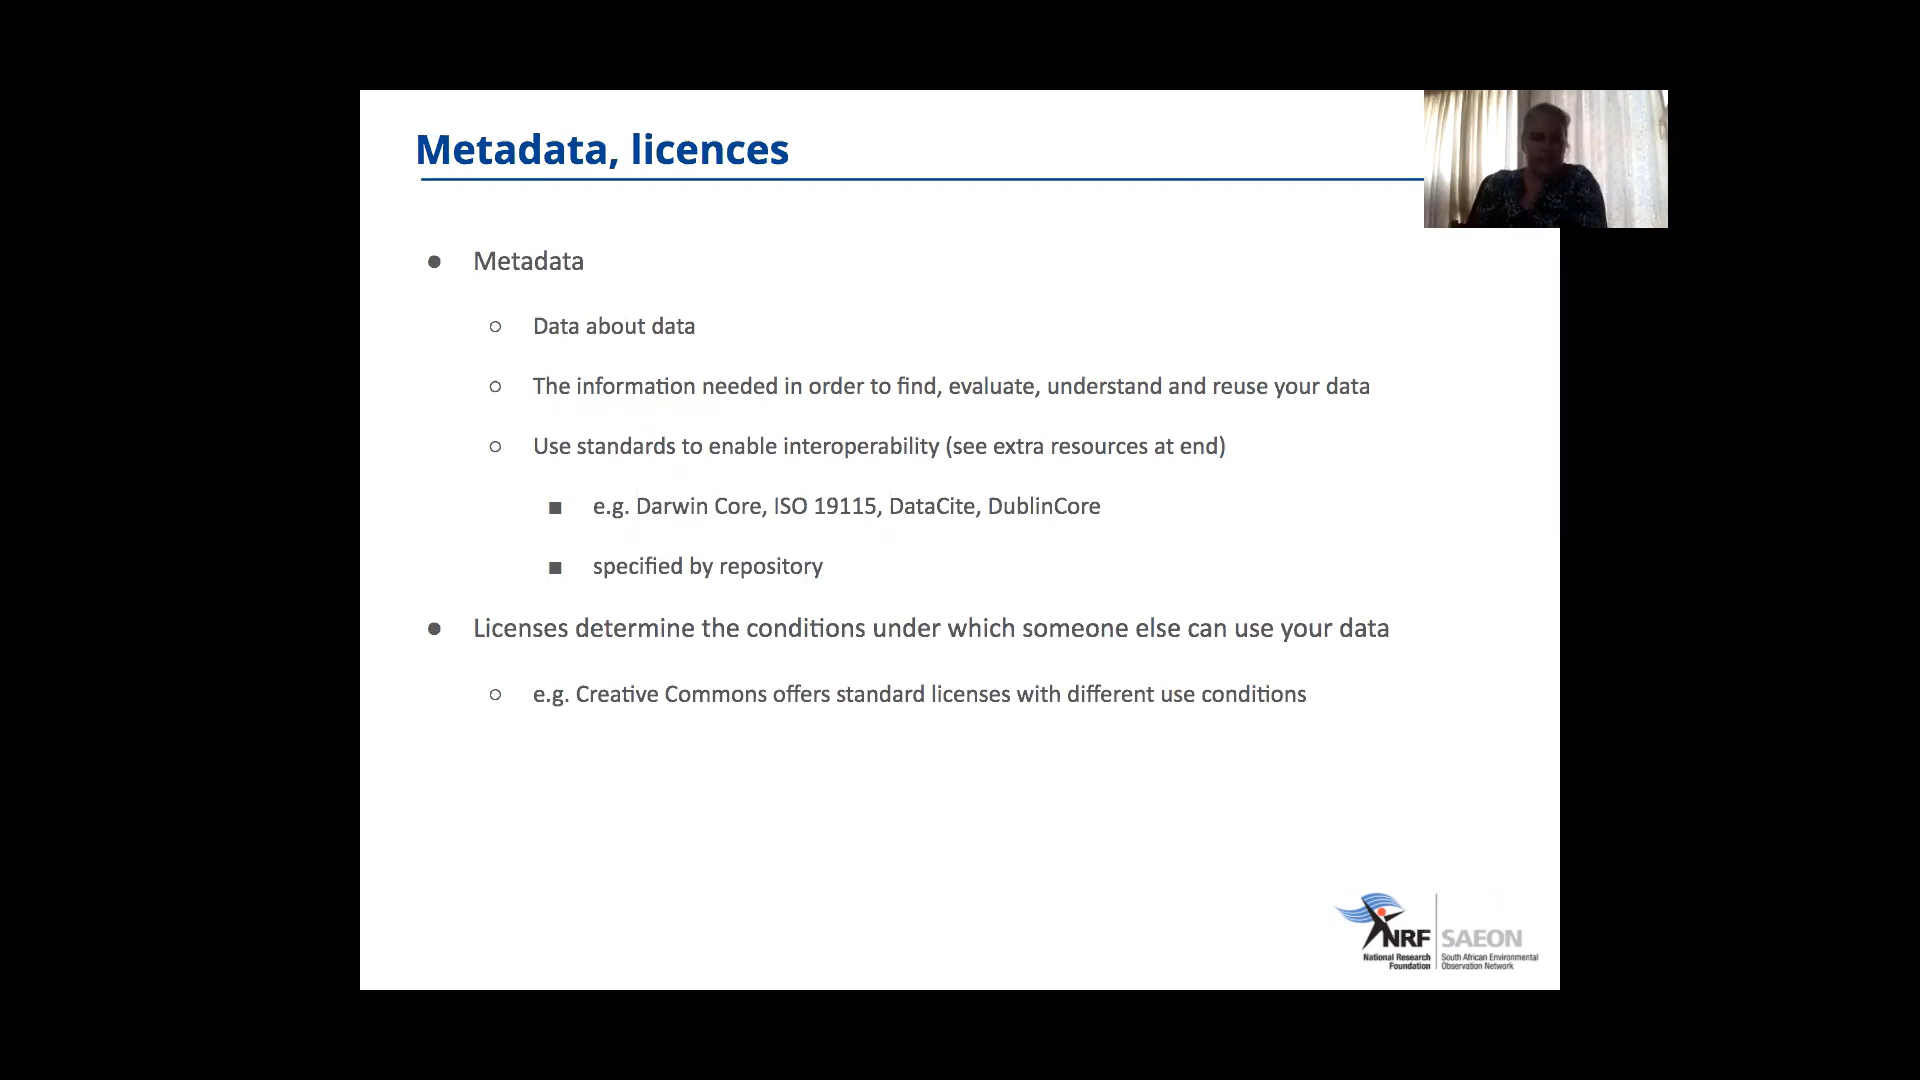 Metadata, licences
● Metadata
○ Data about data
○ The information needed in order to find, evaluate, understand and reuse your data
○ Use standards to enable interoperability (see extra resources at end)
■ e.g. Darwin Core, ISO 19115, DataCite, DublinCore
■ specified by repository
● Licenses determine the conditions under which someone else can use your data
○ e.g. Creative Commons offers standard licenses with different use conditions
NRF
National Research
Foundation
SAEON
South African Environmental
Observation Network